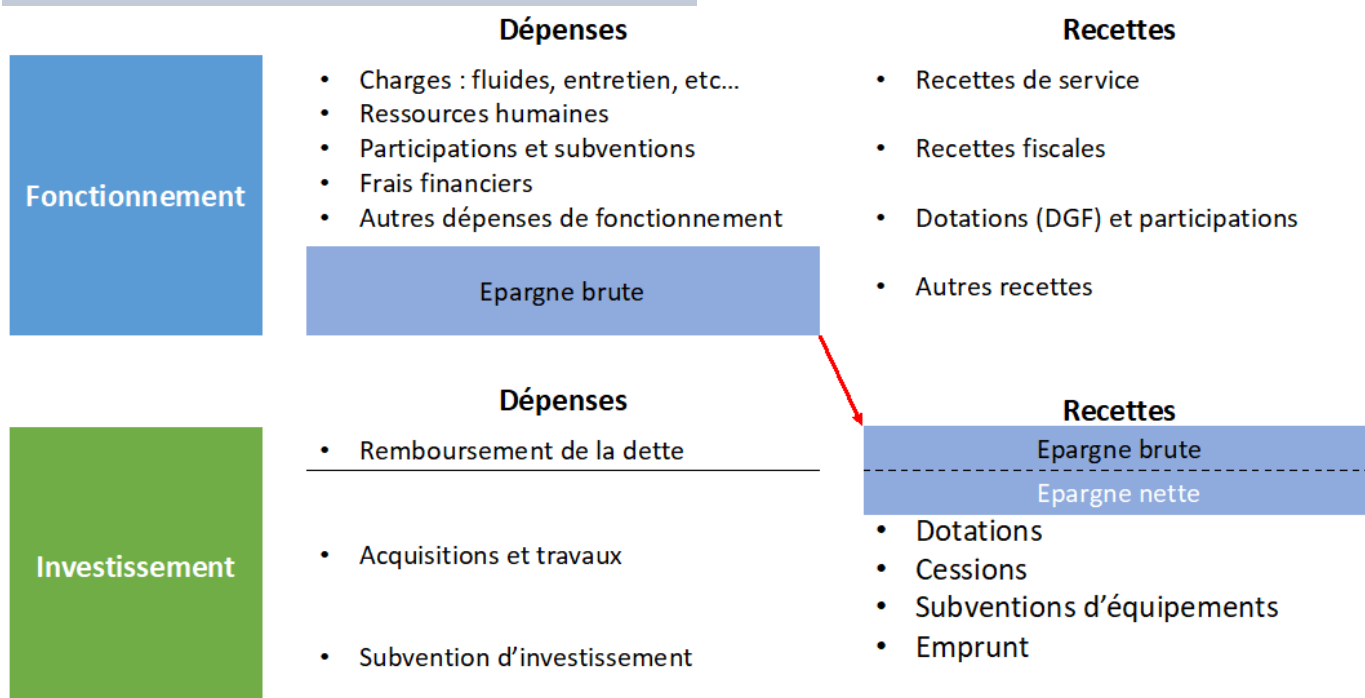 Dépenses
Recettes
Fonctionnement
• Charges : fluides, entretien, etc…
• Ressources humaines
• Participations et subventions
• Frais financiers
• Autres dépenses de fonctionnement
Epargne brute
• Recettes de service
• Recettes fiscales
• Dotations (DGF) et participations
• Autres recettes
Dépenses
Recettes
Investissement
• Remboursement de la dette
• Acquisitions et travaux
• Subvention d’investissement
Epargne brute
Epargne nette
• Dotations
• Cessions
• Subventions d’équipements
• Emprunt